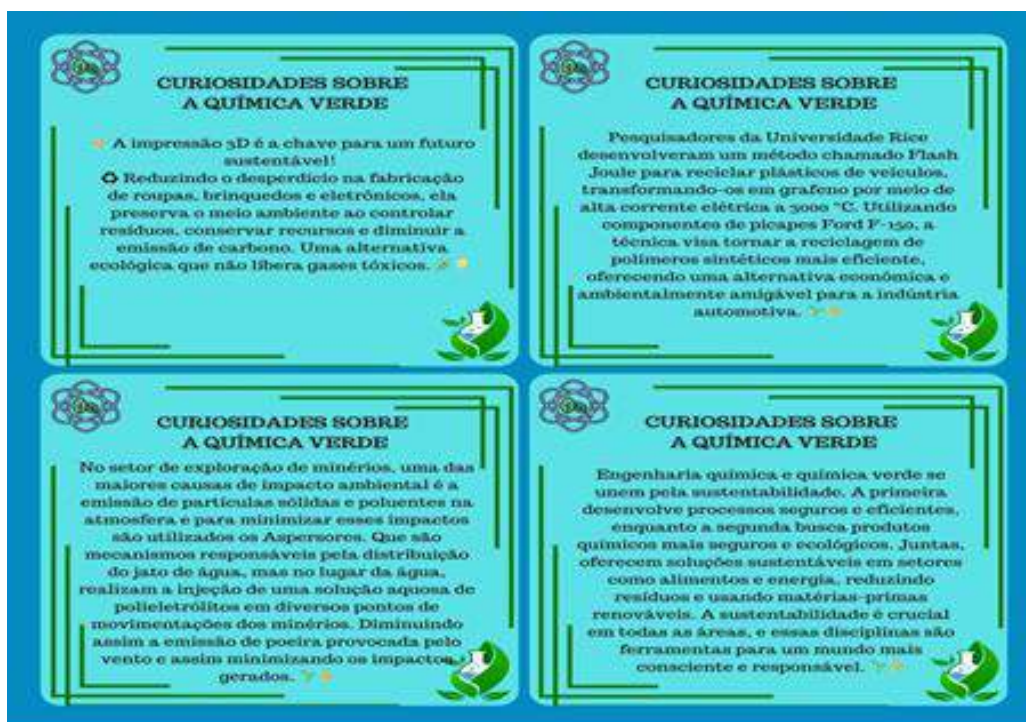 CURIOSIDADES SOBRE
A QUÍMICA VERDE
A impressão 3D é a chave para um futuro
sustentável!
♻ Reduzindo o desperdício na fabricação
de roupas, brinquedos e eletrônicos, ela
preserva o meio ambiente ao controlar
resíduos, conservar recursos e diminuir a
emissão de carbono. Uma alternativa
ecológica que não libera gases tóxicos.
CURIOSIDADES SOBRE
A QUÍMICA VERDE
Pesquisadores da Universidade Rice
desenvolveram um método chamado Flash
Joule para reciclar plásticos de veículos,
transformando-os em grafeno por meio de
alta corrente elétrica a 3000 °C. Utilizando
componentes de picapes Ford F-150, a
técnica visa tornar a reciclagem de
polímeros sintéticos mais eficiente,
oferecendo uma alternativa econômica e
ambientalmente amigável para a indústria
automotiva.
CURIOSIDADES SOBRE
A QUÍMICA VERDE
No setor de exploração de minérios, uma das
maiores causas de impacto ambiental é a
emissão de partículas sólidas e poluentes na
atmosfera e para minimizar esses impactos
são utilizados os Aspersores. Que são
mecanismos responsáveis pela distribuição
do jato de água, mas no lugar da água,
realizam a injeção de uma solução aquosa de
polieletrólitos em diversos pontos de
movimentações dos minérios. Diminuindo
assim a emissão de poeira provocada pelo
vento e assim minimizando os impactos
gerados.
CURIOSIDADES SOBRE
A QUÍMICA VERDE
Engenharia química e química verde se
unem pela sustentabilidade. A primeira
desenvolve processos seguros e eficientes,
enquanto a segunda busca produtos
químicos mais seguros e ecológicos. Juntas,
oferecem soluções sustentáveis em setores
como alimentos e energia, reduzindo
resíduos e usando matérias-primas
renováveis. A sustentabilidade é crucial
em todas as áreas, e essas disciplinas são
ferramentas para um mundo mais
consciente e responsável.